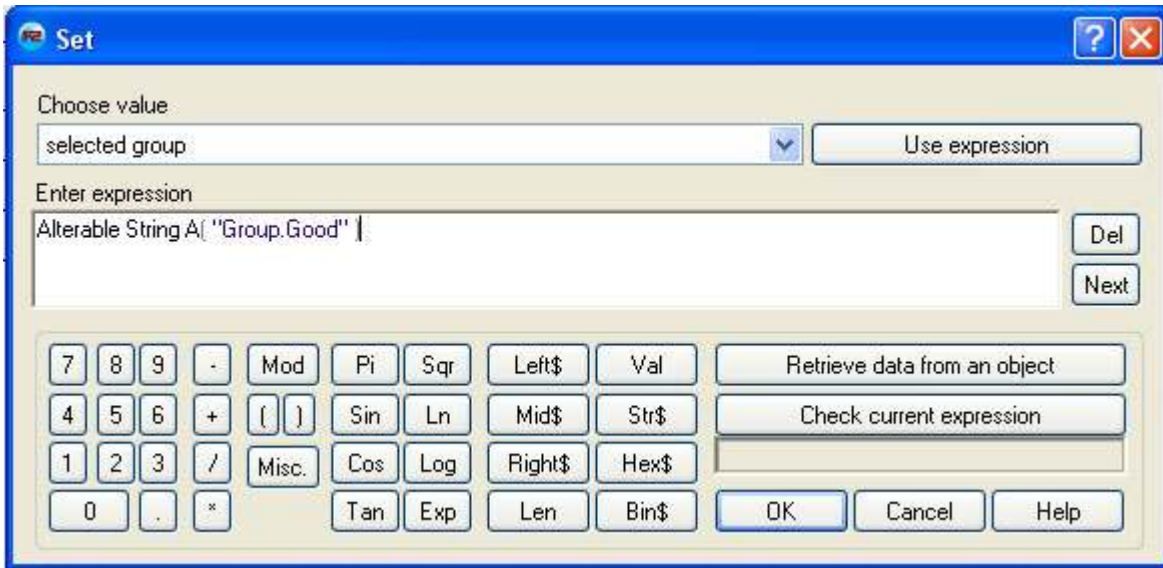 Set
Choose value
selected group
Use expression
Enter expression
Alterable String A( "Group.Good" )
Del
Next
7 8 9 - Mod Pi Sqr Left$ Val Retrieve data from an object
4 5 6 + ( ) Sin Ln Mid$ Str$ Check current expression
1 2 3 / Misc. Cos Log Right$ Hex$
0 . * Tan Exp Len Bin$ OK Cancel Help